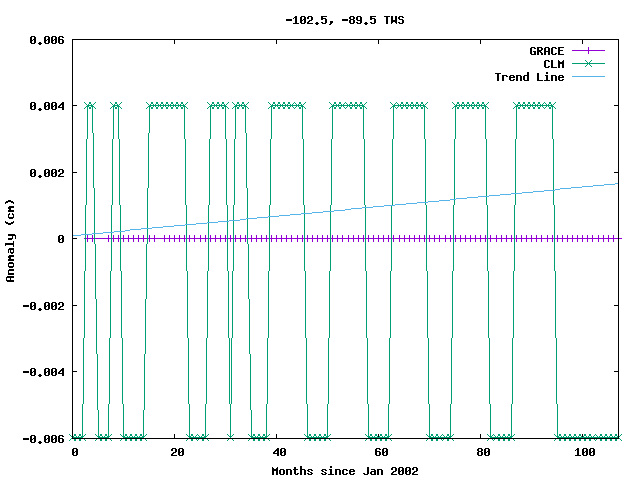 -102.5, -89.5 TWS
0.006
0.004
0.002
0
-0.002
-0.004
-0.006
Anomaly (cm)
GRACE
CLM
Trend Line
0 20 40 60 80 100
Months since Jan 2002